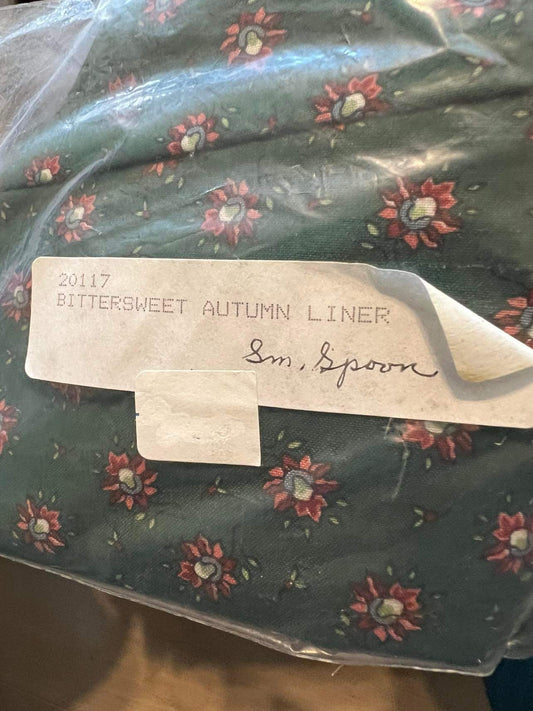 20117
BITTERSWEET AUTUMN LINER
Sm. Spoon